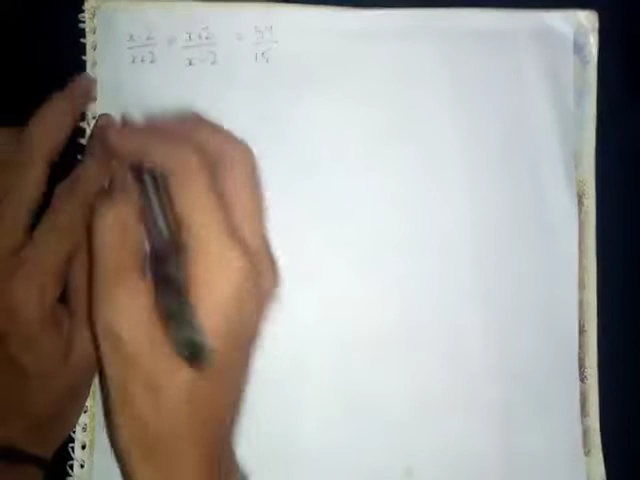 x-2/x+2 + x+2/x-2 = 34/15